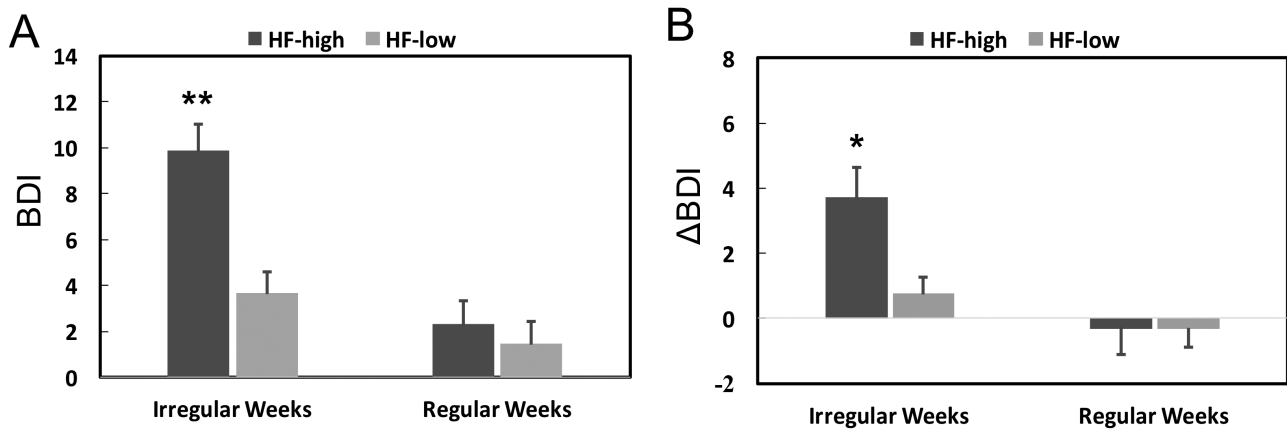 A
HF-high HF-low
14
12
10
8
6
4
2
0
BDI
**
Irregular Weeks Regular Weeks
B
HF-high HF-low
8
6
4
2
0
-2
ΔBDI
*
Irregular Weeks Regular Weeks